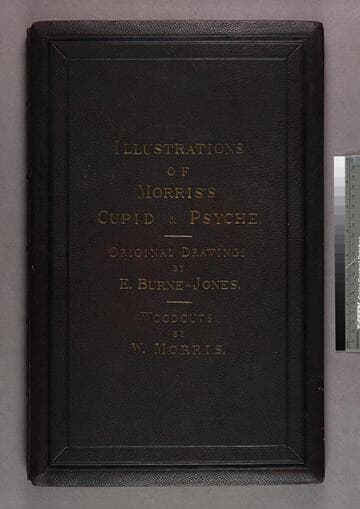 ILLUSTRATIONS
OF
MORRIS'S
CUPID & PSYCHE.
ORIGINAL DRAWINGS
BY
E. BURNE-JONES.
WOODCUTS
BY
W. MORRIS.